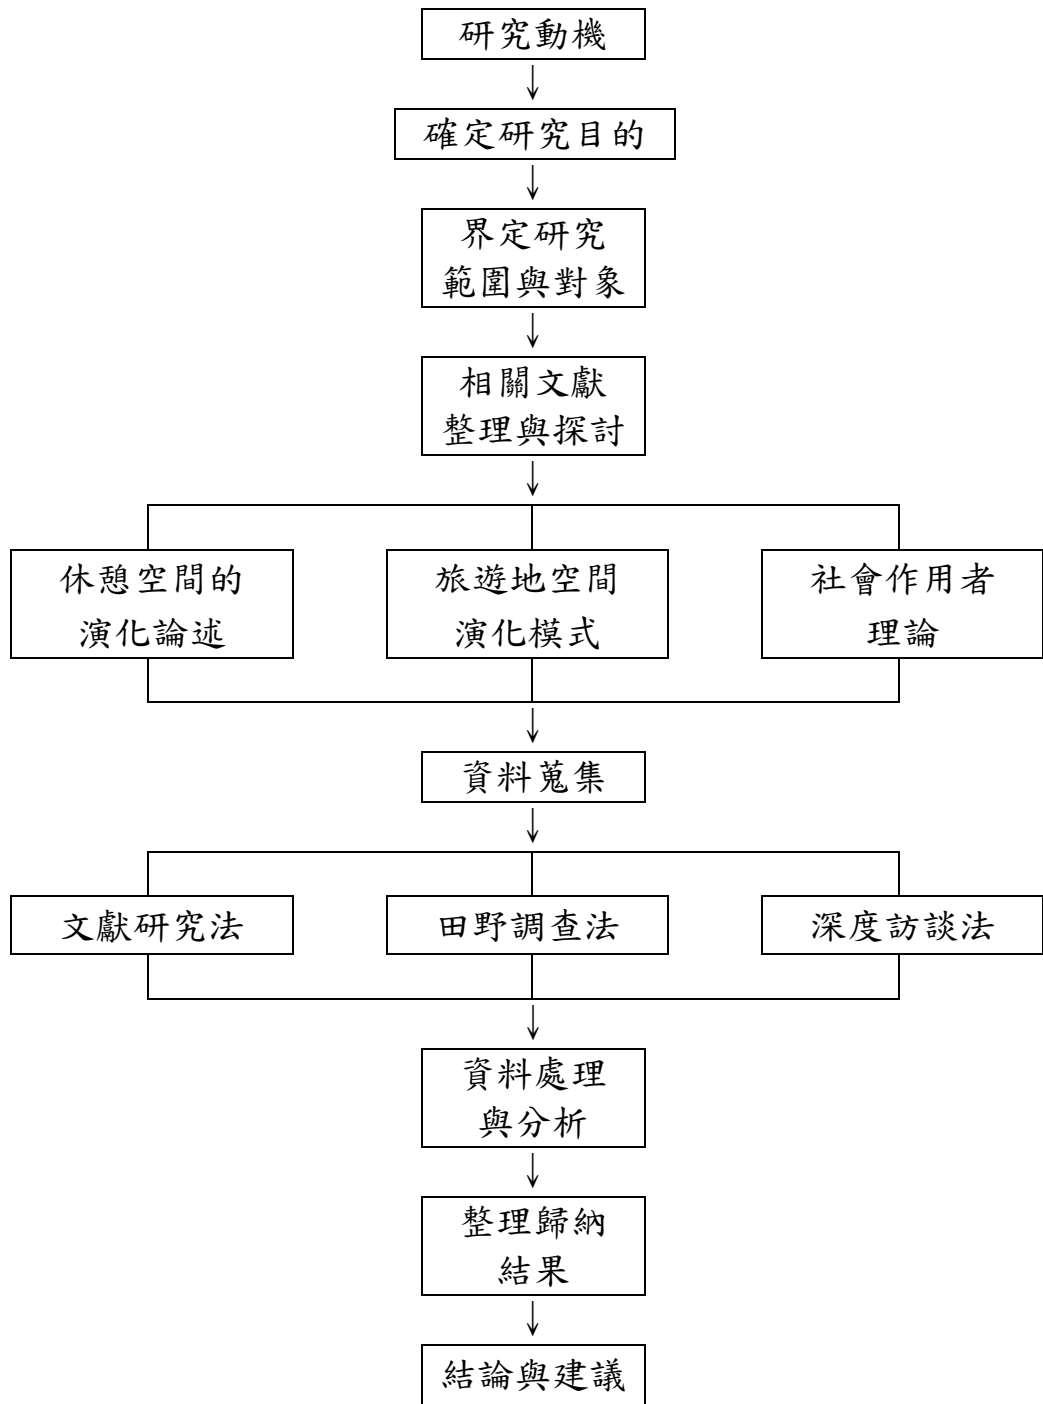 研究動機
確定研究目的
界定研究
範圍與對象
相關文獻
整理與探討
休憩空間的
演化論述
旅遊地空間
演化模式
社會作用者
理論
資料蒐集
文獻研究法
田野調查法
深度訪談法
資料處理
與分析
整理歸納
結果
結論與建議